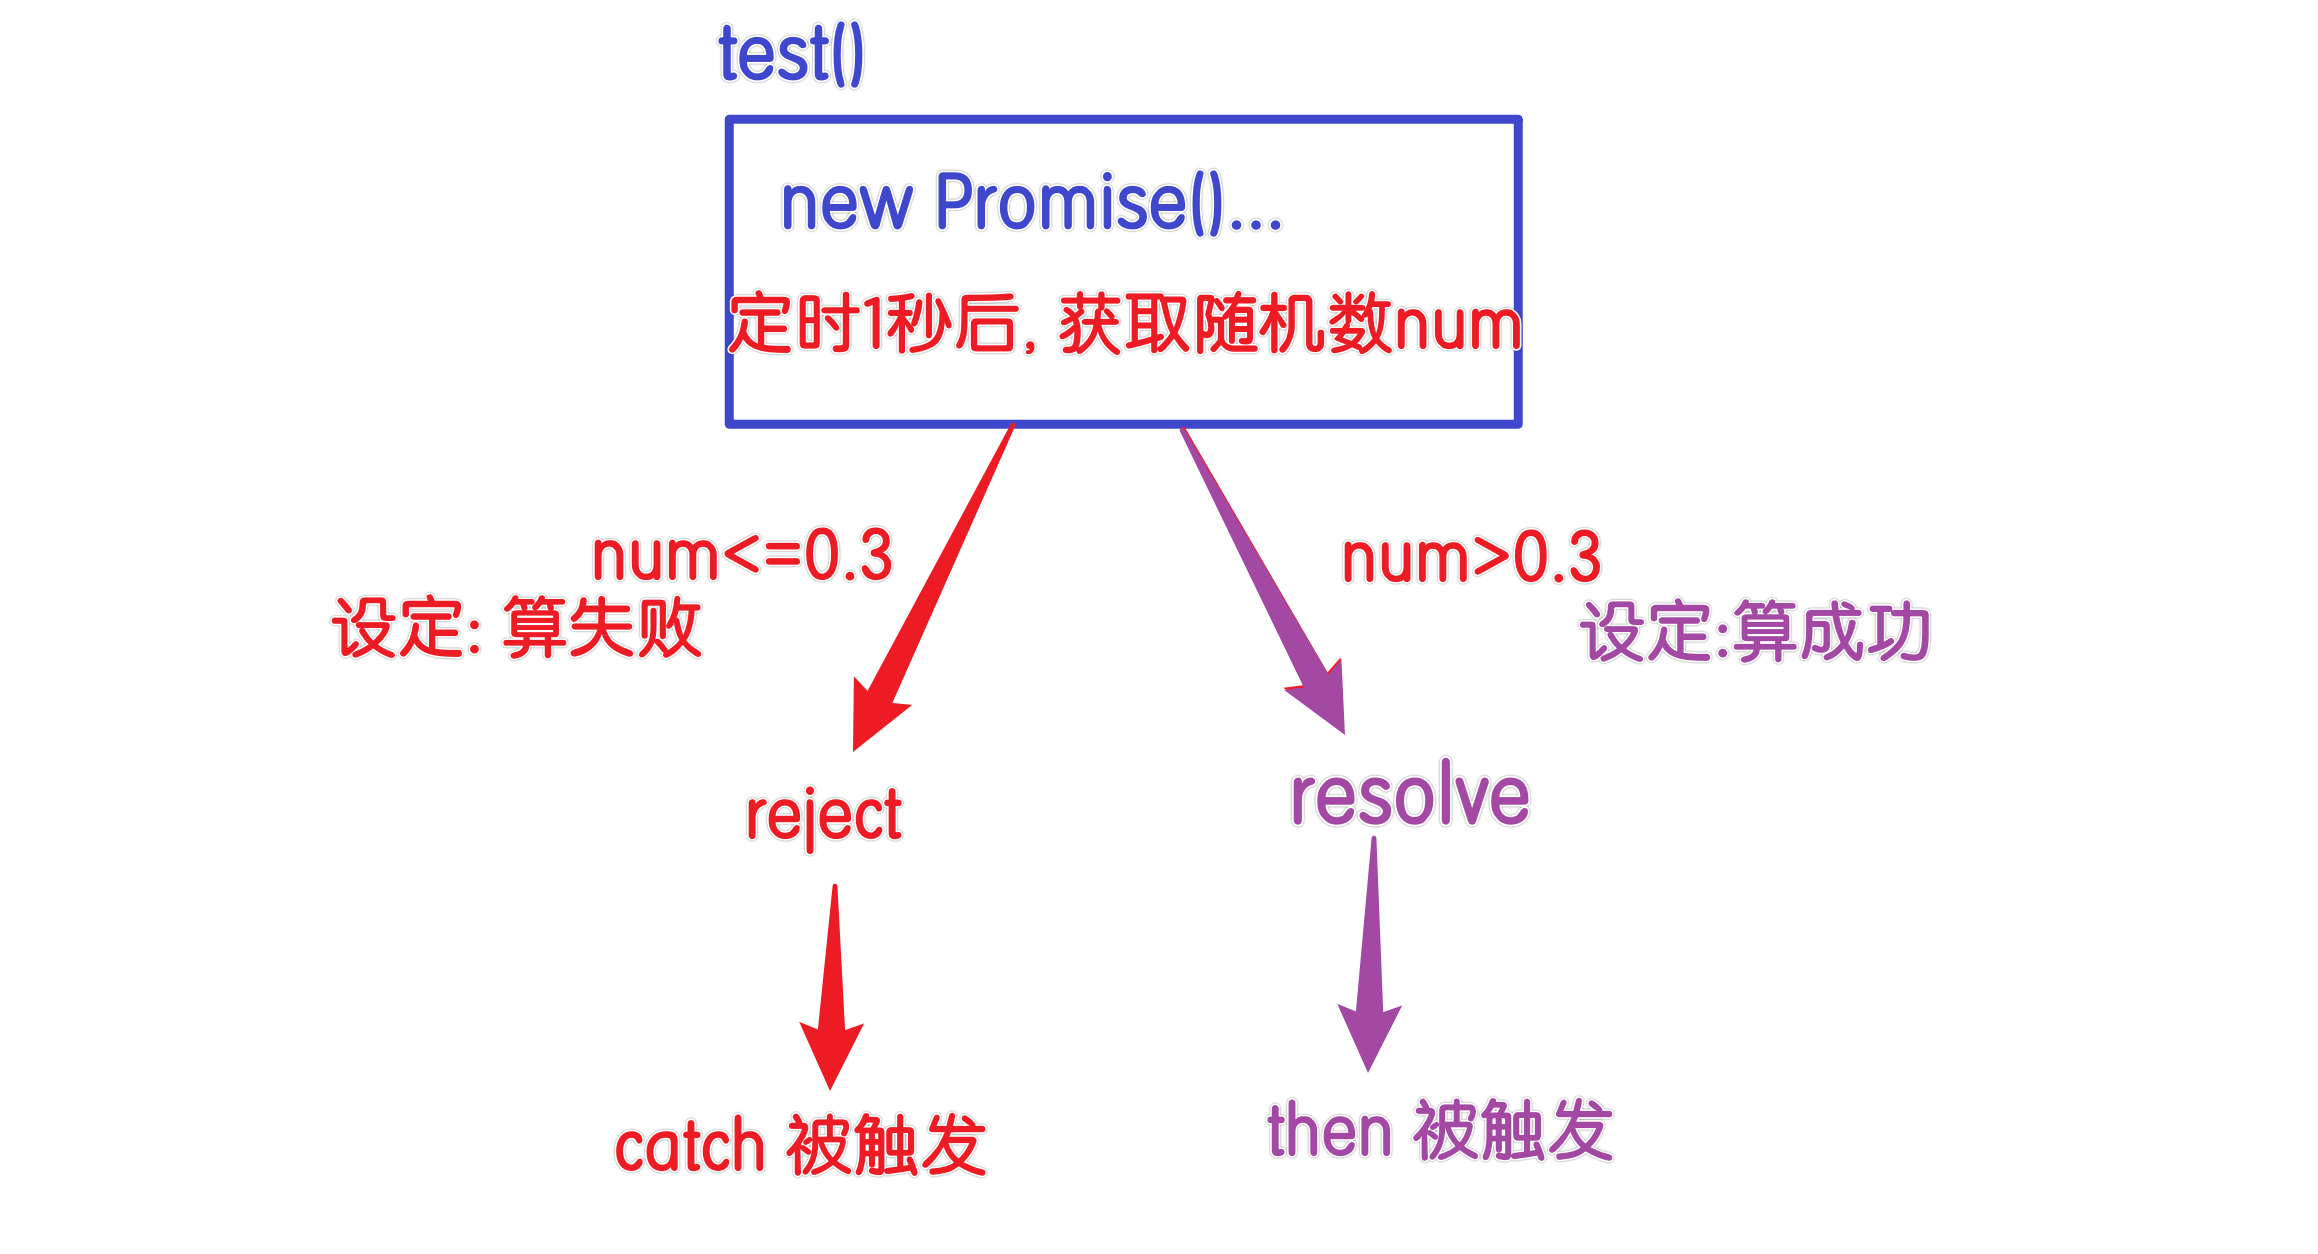 test()
new Promise()...
定时1秒后, 获取随机数num
num<=0.3
设定: 算失败
num>0.3
设定:算成功
reject
resolve
catch 被触发
then 被触发